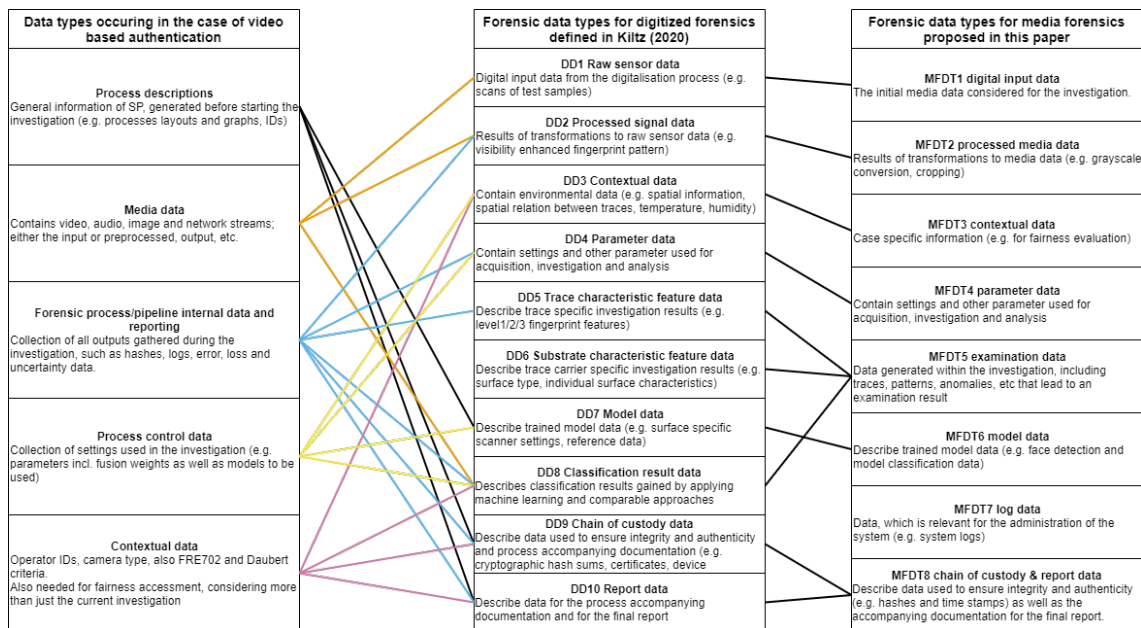 Data types occuring in the case of video
based authentication
Process descriptions
General information of SP, generated before starting the
investigation (e.g. processes layouts and graphs, IDs)
Media data
Contains video, audio, image and network streams;
either the input or preprocessed, output, etc.
Forensic process/pipeline internal data and
reporting
Collection of all outputs gathered during the
investigation, such as hashes, logs, error, loss and
uncertainty data.
Process control data
Collection of settings used in the investigation (e.g.
parameters incl. fusion weights as well as models to be
used)
Contextual data
Operator IDs, camera type, also FRE702 and Daubert
criteria.
Also needed for fairness assessment, considering more
than just the current investigation
Forensic data types for digitized forensics
defined in Kiltz (2020)
DD1 Raw sensor data
Digital input data from the digitalisation process (e.g.
scans of test samples)
DD2 Processed signal data
Results of transformations to raw sensor data (e.g.
visibility enhanced fingerprint pattern)
DD3 Contextual data
Contain environmental data (e.g. spatial information,
spatial relation between traces, temperature, humidity)
DD4 Parameter data
Contain settings and other parameter used for
acquisition, investigation and analysis
DD5 Trace characteristic feature data
Describe trace specific investigation results (e.g.
level1/2/3 fingerprint features)
DD6 Substrate characteristic feature data
Describe trace carrier specific investigation results (e.g.
surface type, individual surface characteristics)
DD7 Model data
Describe trained model data (e.g. surface specific
scanner settings, reference data)
DD8 Classification result data
Describes classification results gained by applying
machine learning and comparable approaches
DD9 Chain of custody data
Describe data used to ensure integrity and authenticity
and process accompanying documentation (e.g.
cryptographic hash sums, certificates, device
DD10 Report data
Describe data for the process accompanying
documentation and for the final report
Forensic data types for media forensics
proposed in this paper
MFDT1 digital input data
The initial media data considered for the investigation.
MFDT2 processed media data
Results of transformations to media data (e.g. grayscale
conversion, cropping)
MFDT3 contextual data
Case specific information (e.g. for fairness evaluation)
MFDT4 parameter data
Contain settings and other parameter used for
acquisition, investigation and analysis
MFDT5 examination data
Data generated within the investigation, including
traces, patterns, anomalies, etc that lead to an
examination result
MFDT6 model data
Describe trained model data (e.g. face detection and
model classification data)
MFDT7 log data
Data, which is relevant for the administration of the
system (e.g. system logs)
MFDT8 chain of custody & report data
Describe data used to ensure integrity and authenticity
(e.g. hashes and time stamps) as well as the
accompanying documentation for the final report.